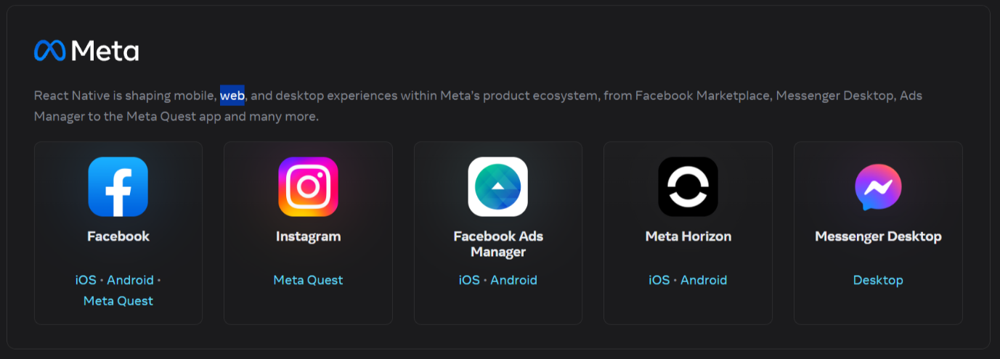 Meta
React Native is shaping mobile, web, and desktop experiences within Meta's product ecosystem, from Facebook Marketplace, Messenger Desktop, Ads
Manager to the Meta Quest app and many more.
Facebook
iOS • Android •
Meta Quest
Instagram
Meta Quest
Facebook Ads
Manager
iOS • Android
Meta Horizon
iOS • Android
Messenger Desktop
Desktop